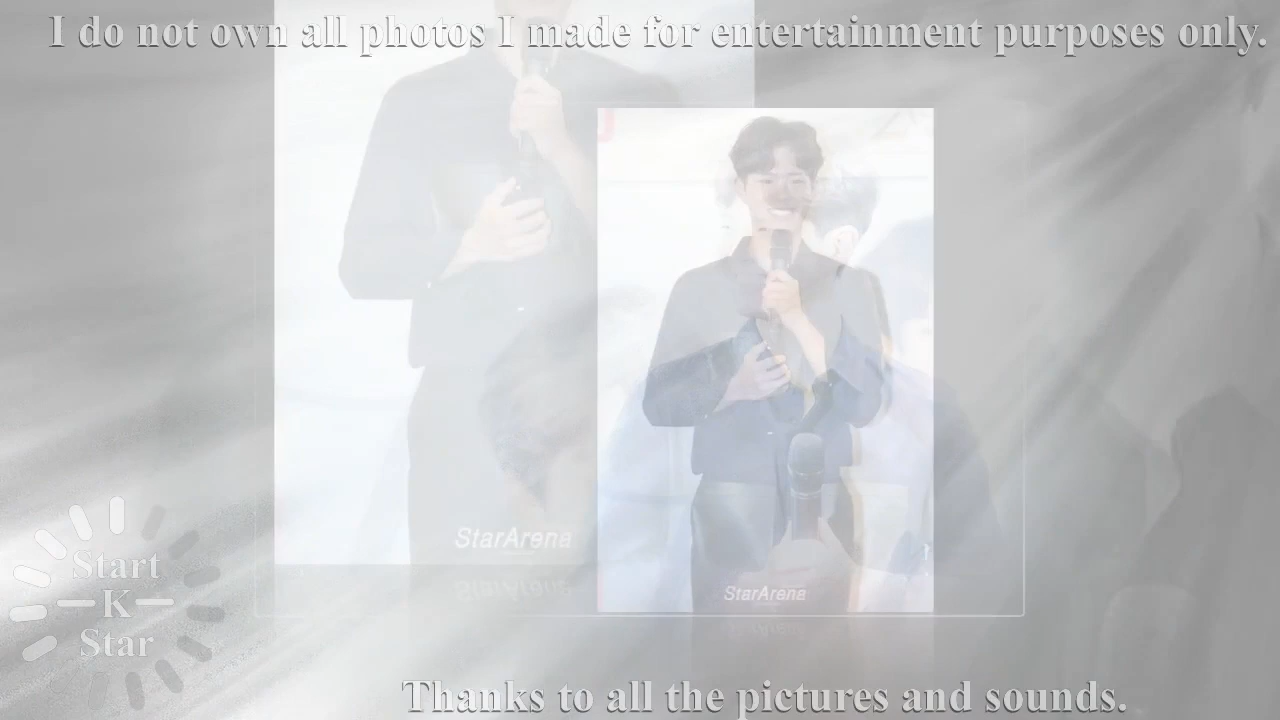 I do not own all photos I made for entertainment purposes only.
StarArena
StarArena
Start
K
Star
Thanks to all the pictures and sounds.